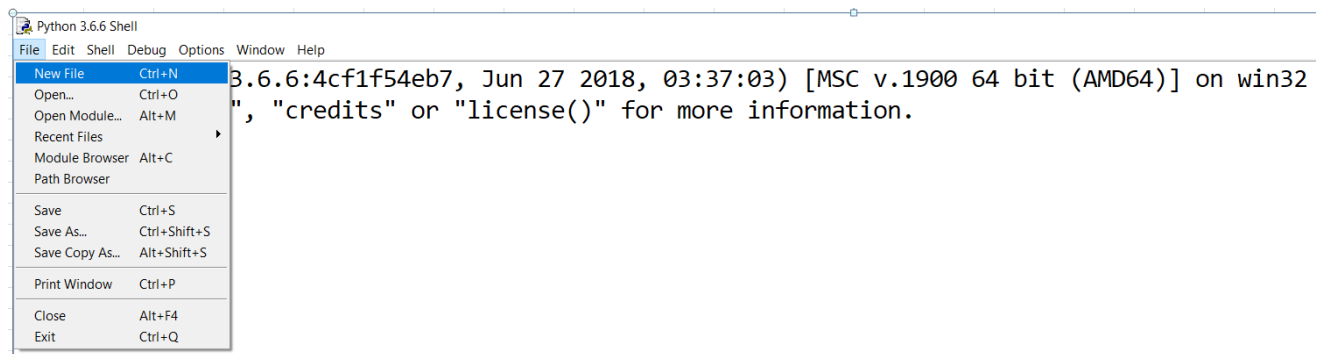 Python 3.6.6 Shell
File Edit Shell Debug Options Window Help
New File Ctrl+N
3.6.6:4cf1f54eb7, Jun 27 2018, 03:37:03) [MSC v.1900 64 bit (AMD64)] on win32
Open... Ctrl+O
", "credits" or "license()" for more information.
Open Module... Alt+M
Recent Files
Module Browser Alt+C
Path Browser
Save Ctrl+S
Save As... Ctrl+Shift+S
Save Copy As... Alt+Shift+S
Print Window Ctrl+P
Close Alt+F4
Exit Ctrl+Q